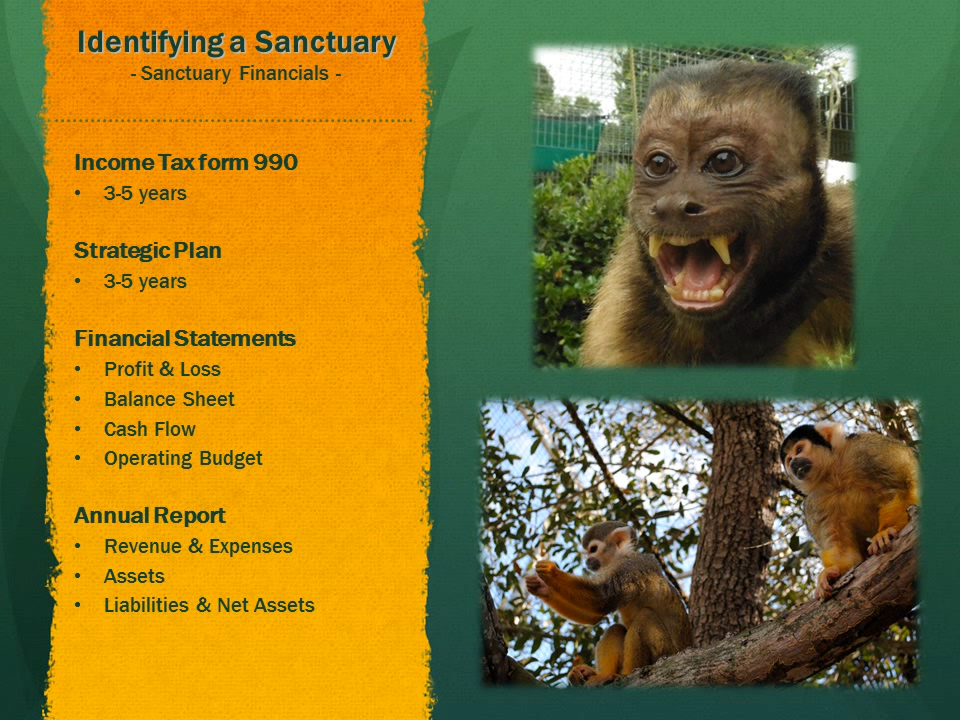 Identifying a Sanctuary
- Sanctuary Financials -
Income Tax form 990
• 3-5 years
Strategic Plan
• 3-5 years
Financial Statements
• Profit & Loss
• Balance Sheet
• Cash Flow
• Operating Budget
Annual Report
• Revenue & Expenses
• Assets
• Liabilities & Net Assets